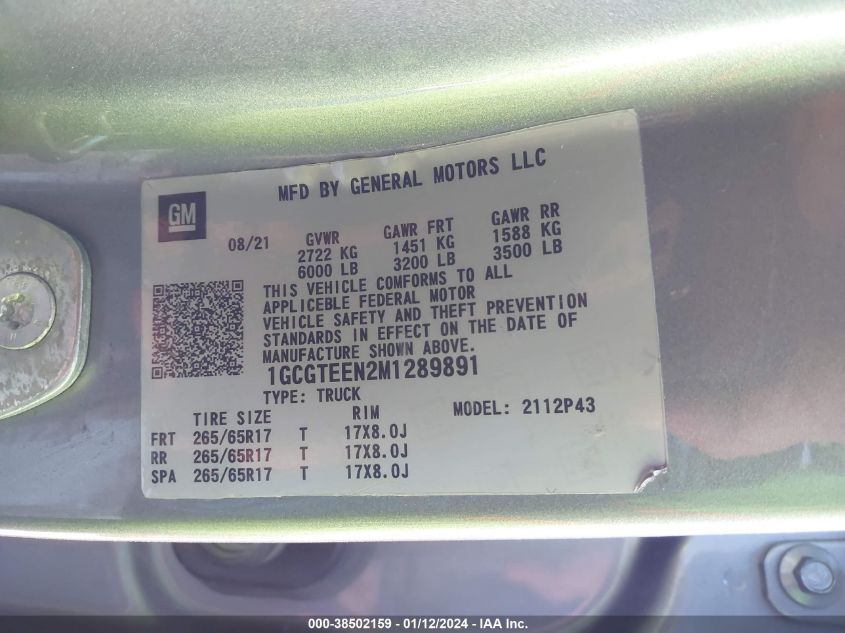 MFD BY GENERAL MOTORS LLC
GM
08/21 GVWR GAWR FRT GAWR RR
2722 KG 1451 KG 1588 KG
6000 LB 3200 LB 3500 LB
THIS VEHICLE COMFORMS TO ALL
APPLICEBLE FEDERAL MOTOR
VEHICLE SAFETY AND THEFT PREVENTION
STANDARDS IN EFFECT ON THE DATE OF
MANUFACTURE SHOWN ABOVE.
1GCGTEEN2M1289891
TYPE: TRUCK MODEL: 2112P43
TIRE SIZE RIM
FRT 265/65R17 T 17X8.0J
RR 265/65R17 T 17X8.0J
SPA 265/65R17 T 17X8.0J
000-38502159 - 01/12/2024 - IAA Inc.